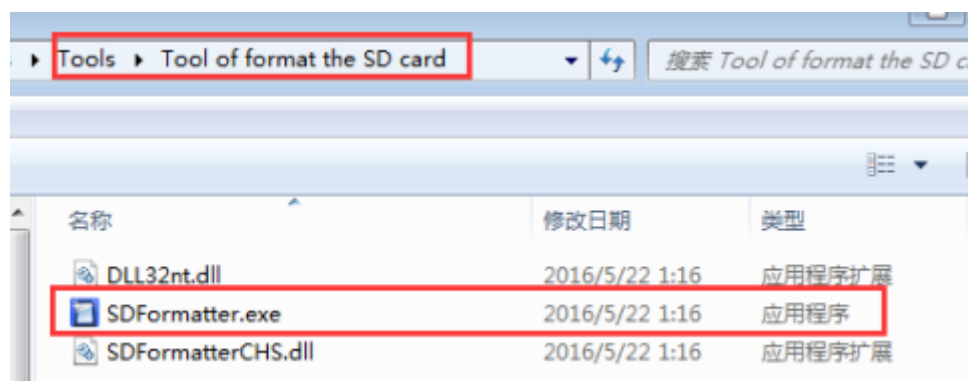 Tools ▸ Tool of format the SD card
搜索 Tool of format the SD
名称 修改日期 类型
DLL32nt.dll 2016/5/22 1:16 应用程序扩展
SDFormatter.exe 2016/5/22 1:16 应用程序
SDFormatterCHS.dll 2016/5/22 1:16 应用程序扩展